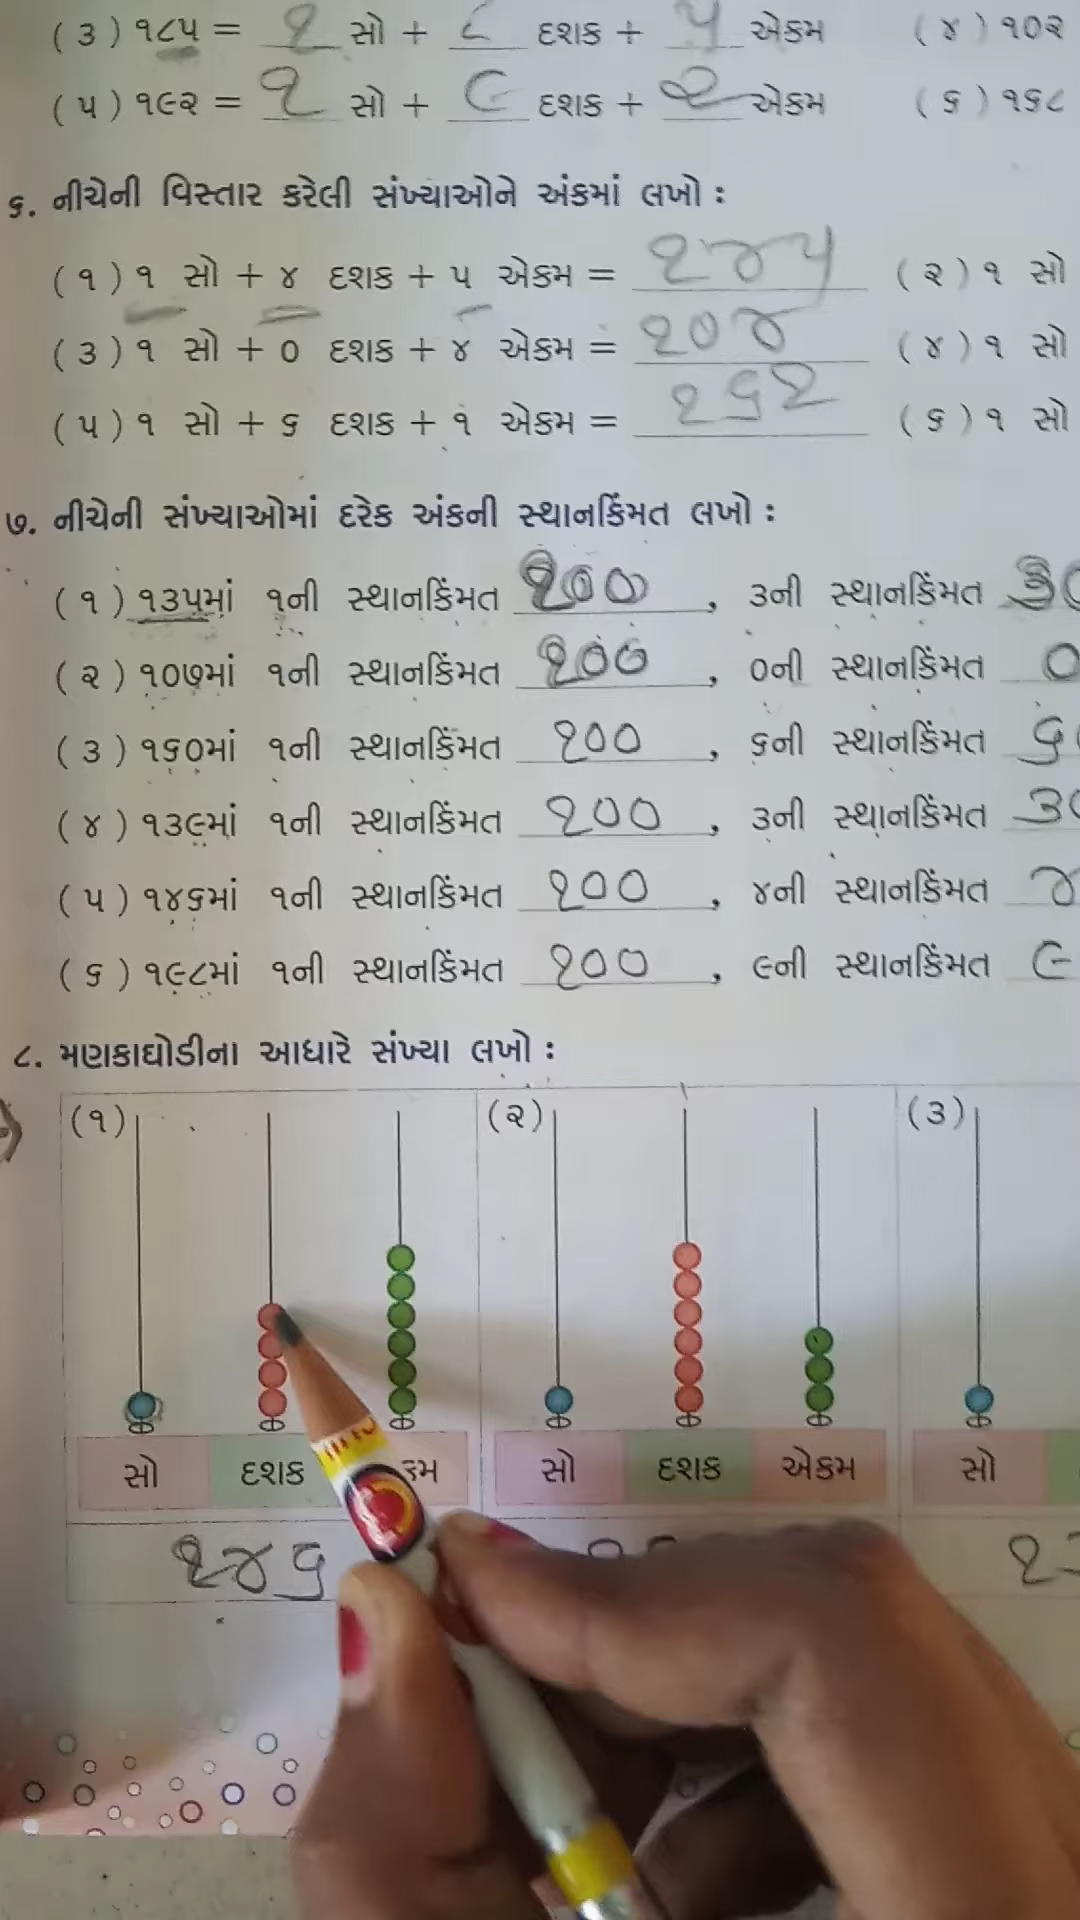 (૩) ૧૮૫ = ૧ સો + ૮ દશક + ૫ એકમ (૪) ૧૦૨
(૫) ૧૯૨ = ૧ સો + ૯ દશક + ૨ એકમ (૬) ૧૬૮
૬. નીચેની વિસ્તાર કરેલી સંખ્યાઓને અંકમાં લખો :
(૧) ૧ સો + ૪ દશક + ૫ એકમ = ૧૪૫ (૨) ૧ સો
(૩) ૧ સો + ૦ દશક + ૪ એકમ = ૧૦૪ (૪) ૧ સો
(૫) ૧ સો + ૬ દશક + ૧ એકમ = ૧૬૧ (૬) ૧ સો
૭. નીચેની સંખ્યાઓમાં દરેક અંકની સ્થાનકિંમત લખો :
(૧) ૧૩૫માં ૧ની સ્થાનકિંમત ૧૦૦ , ૩ની સ્થાનકિંમત ૩૦
(૨) ૧૦૭માં ૧ની સ્થાનકિંમત ૧૦૦ , ૦ની સ્થાનકિંમત ૦
(૩) ૧૬૦માં ૧ની સ્થાનકિંમત ૧૦૦ , ૬ની સ્થાનકિંમત ૬૦
(૪) ૧૩૯માં ૧ની સ્થાનકિંમત ૧૦૦ , ૩ની સ્થાનકિંમત ૩૦
(૫) ૧૪૬માં ૧ની સ્થાનકિંમત ૧૦૦ , ૪ની સ્થાનકિંમત ૪
(૬) ૧૯૮માં ૧ની સ્થાનકિંમત ૧૦૦ , ૯ની સ્થાનકિંમત ૯
૮. મણકાઘોડીના આધારે સંખ્યા લખો :
(૧) (૨) (૩)
સો દશક સો દશક એકમ સો
૧૪૬